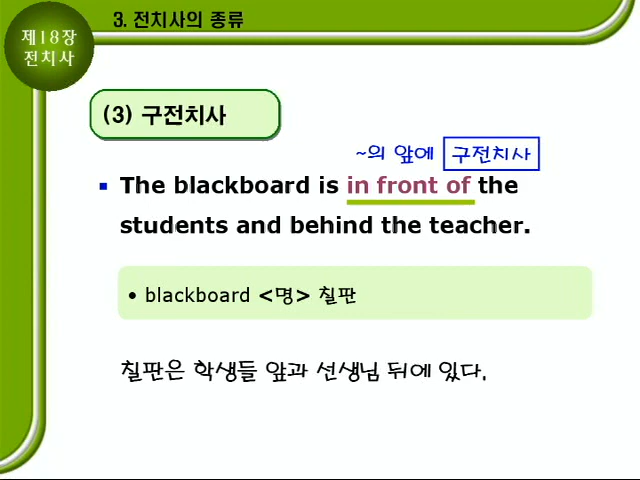 3. 전치사의 종류
제18장
전치사
(3) 구전치사
~의 앞에 구전치사
The blackboard is in front of the
students and behind the teacher.
• blackboard <명> 칠판
칠판은 학생들 앞과 선생님 뒤에 있다.